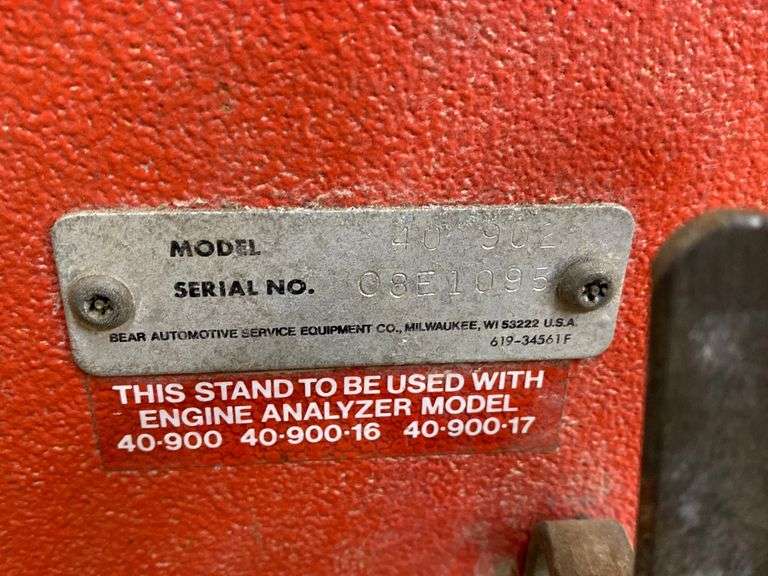 MODEL 40 902
SERIAL NO. 08E1095
BEAR AUTOMOTIVE SERVICE EQUIPMENT CO., MILWAUKEE, WI 53222 U.S.A.
619-34561F
THIS STAND TO BE USED WITH
ENGINE ANALYZER MODEL
40-900 40-900-16 40-900-17